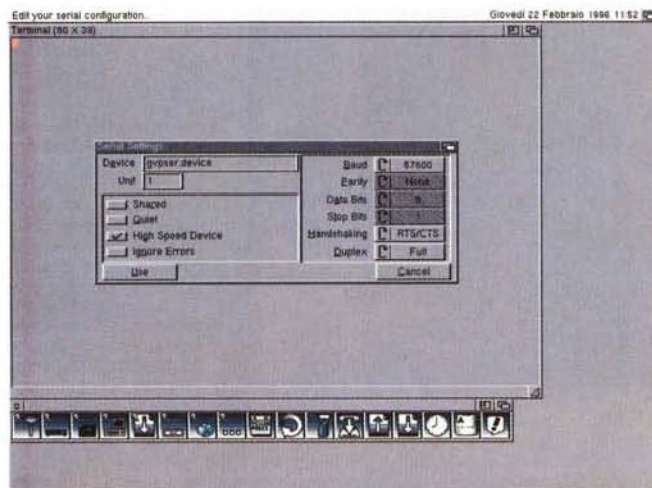 Edit your serial configuration.
Giovedì 22 Febbraio 1996 11:52
Terminal (80 X 28)
Serial Settings
Device gvpser.device
Unit 1
Shared
Quiet
High Speed Device
Ignore Errors
Baud 57600
Parity None
Data Bits 8
Stop Bits 1
Handshaking RTS/CTS
Duplex Full
Use
Cancel